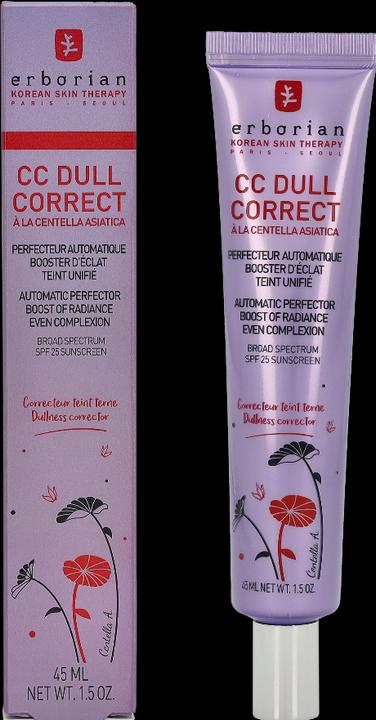 erborian
KOREAN SKIN THERAPY
PARIS - SEOUL
CC DULL
CORRECT
À LA CENTELLA ASIATICA
PERFECTEUR AUTOMATIQUE
BOOSTER D'ÉCLAT
TEINT UNIFIÉ
AUTOMATIC PERFECTOR
BOOST OF RADIANCE
EVEN COMPLEXION
BROAD SPECTRUM
SPF 25 SUNSCREEN
Correcteur teint terne
Dullness corrector
Centella A.
45 ML
NET WT. 1.5 OZ.
erborian
KOREAN SKIN THERAPY
PARIS - SEOUL
CC DULL
CORRECT
À LA CENTELLA ASIATICA
PERFECTEUR AUTOMATIQUE
BOOSTER D'ÉCLAT
TEINT UNIFIÉ
AUTOMATIC PERFECTOR
BOOST OF RADIANCE
EVEN COMPLEXION
BROAD SPECTRUM
SPF 25 SUNSCREEN
Correcteur teint terne
Dullness corrector
Centella A.
45 ML NET WT. 1.5 OZ.